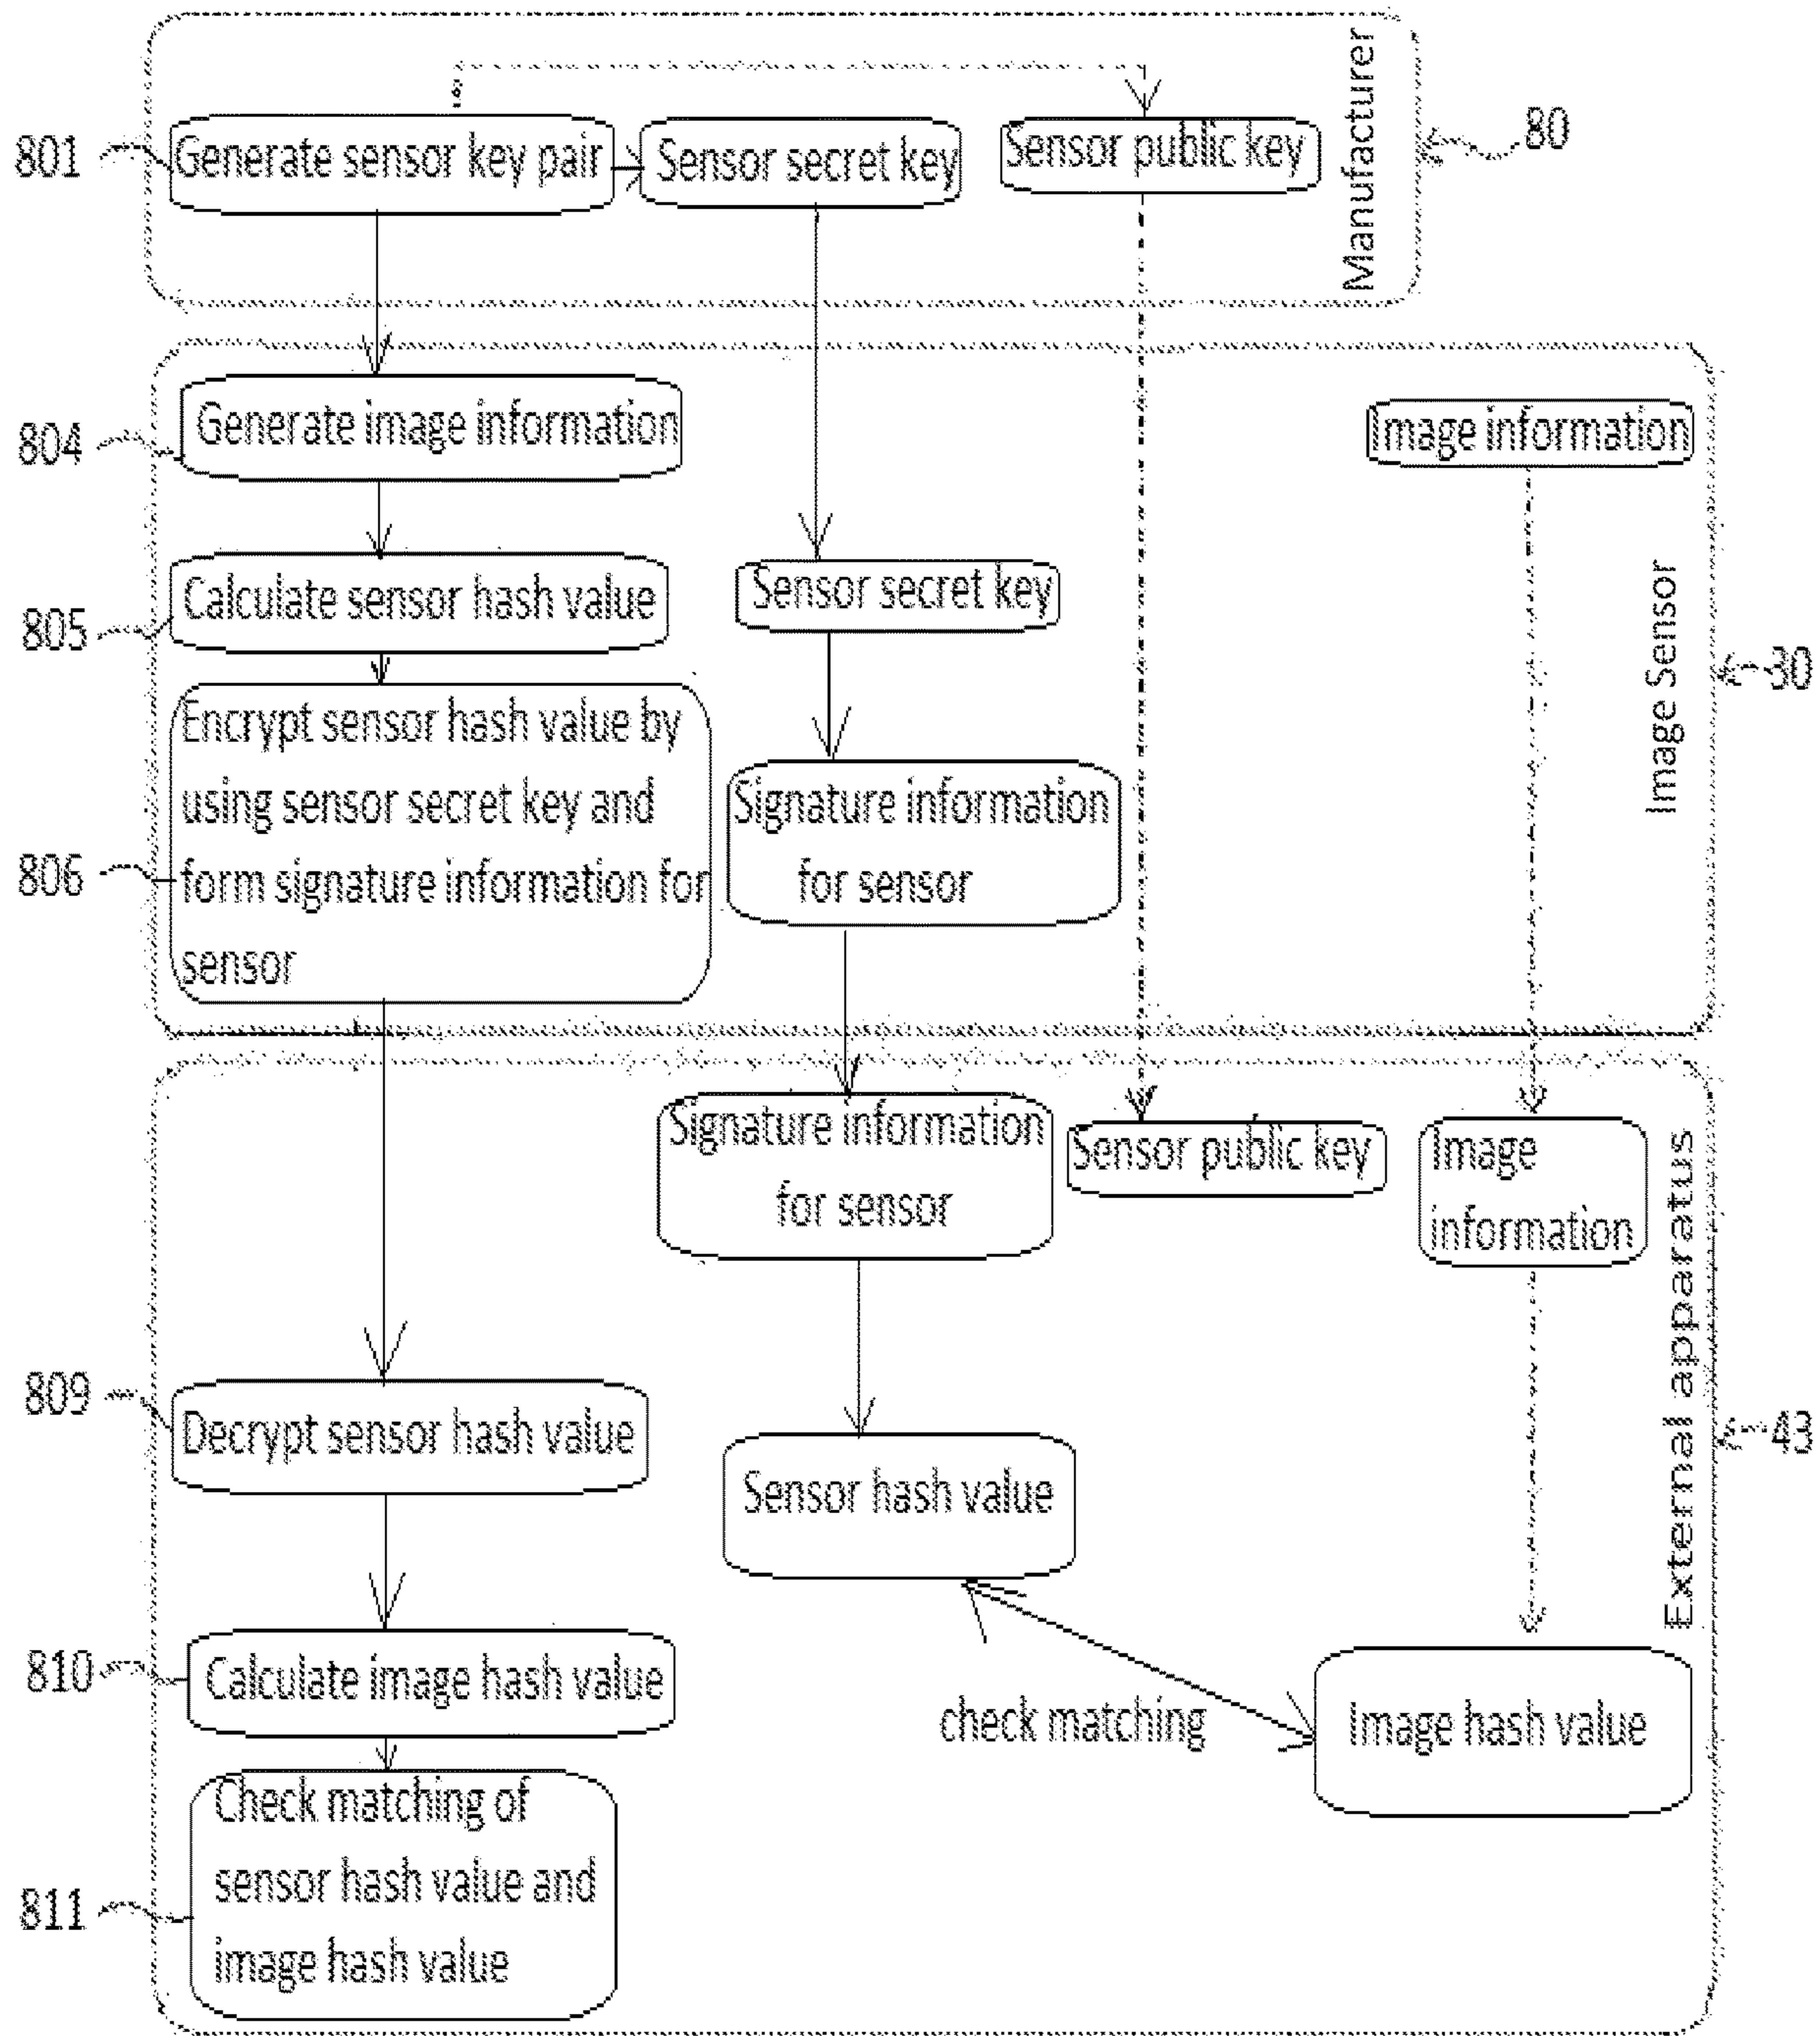 Manufacturer
80
801
Generate sensor key pair
Sensor secret key
Sensor public key
804
Generate image information
Image information
805
Calculate sensor hash value
Sensor secret key
Image Sensor
30
806
Encrypt sensor hash value by
using sensor secret key and
form signature information for
sensor
Signature information
for sensor
Signature information
for sensor
Sensor public key
Image
information
External apparatus
43
809
Decrypt sensor hash value
Sensor hash value
810
Calculate image hash value
check matching
Image hash value
811
Check matching of
sensor hash value and
image hash value